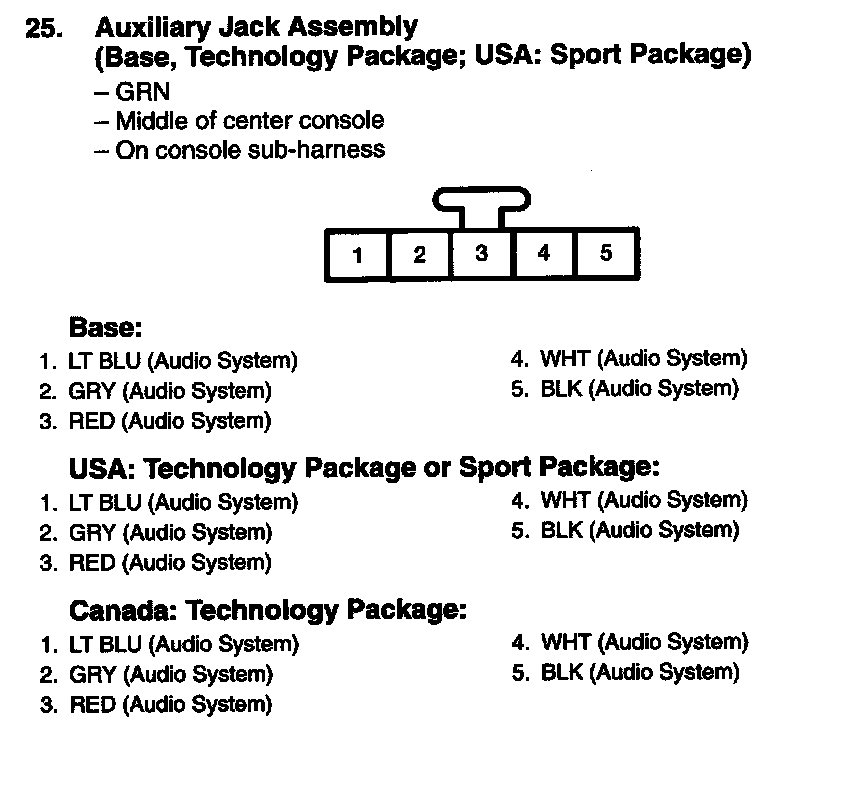 25. Auxiliary Jack Assembly
(Base, Technology Package; USA: Sport Package)
– GRN
– Middle of center console
– On console sub-harness
1 2 3 4 5
Base:
1. LT BLU (Audio System)
2. GRY (Audio System)
3. RED (Audio System)
4. WHT (Audio System)
5. BLK (Audio System)
USA: Technology Package or Sport Package:
1. LT BLU (Audio System)
2. GRY (Audio System)
3. RED (Audio System)
4. WHT (Audio System)
5. BLK (Audio System)
Canada: Technology Package:
1. LT BLU (Audio System)
2. GRY (Audio System)
3. RED (Audio System)
4. WHT (Audio System)
5. BLK (Audio System)